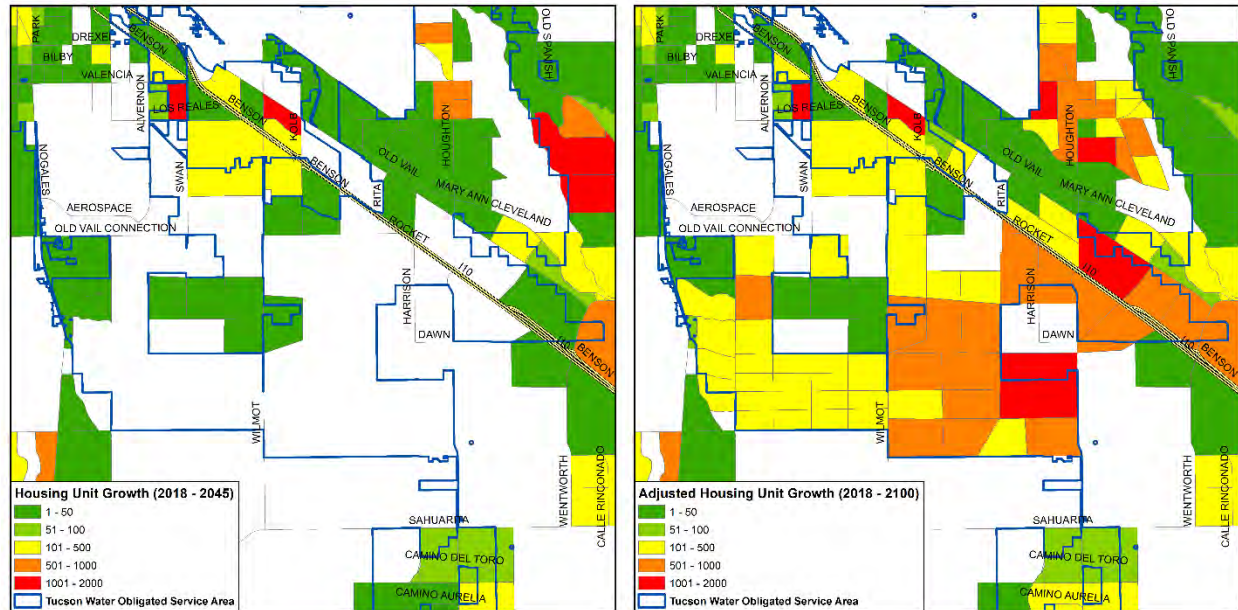 PARK
DREXEL
BILBY
BENSON
VALENCIA
ALVERNON
LOS REALES
BENSON
KOLB
HOUGHTON
OLD SPANISH
NOGALES
SWAN
BENSON
OLD VAIL
MARY ANN CLEVELAND
RITA
AEROSPACE
OLD VAIL CONNECTION
ROCKET
I10
HARRISON
DAWN
I10
BENSON
WILMOT
WENTWORTH
CALLE RINCONADO
SAHUARITA
CAMINO DEL TORO
CAMINO AURELIA
Housing Unit Growth (2018 - 2045)
1 - 50
51 - 100
101 - 500
501 - 1000
1001 - 2000
Tucson Water Obligated Service Area
PARK
DREXEL
BILBY
BENSON
VALENCIA
ALVERNON
LOS REALES
BENSON
KOLB
HOUGHTON
OLD SPANISH
NOGALES
SWAN
BENSON
OLD VAIL
MARY ANN CLEVELAND
RITA
AEROSPACE
OLD VAIL CONNECTION
ROCKET
I10
HARRISON
DAWN
I10
BENSON
WILMOT
WENTWORTH
CALLE RINCONADO
SAHUARITA
CAMINO DEL TORO
CAMINO AURELIA
Adjusted Housing Unit Growth (2018 - 2100)
1 - 50
51 - 100
101 - 500
501 - 1000
1001 - 2000
Tucson Water Obligated Service Area